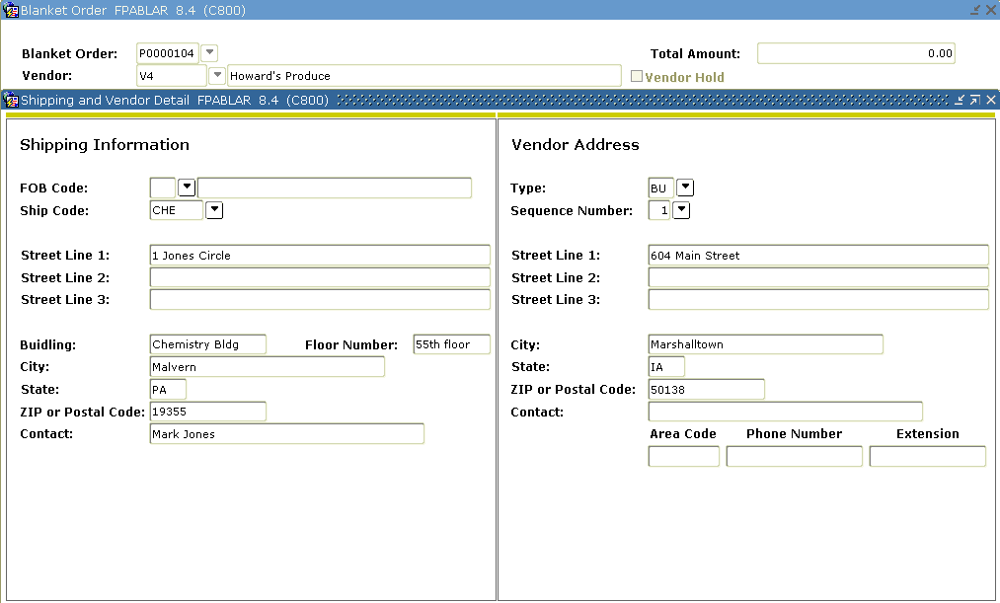 Blanket Order FPABLAR 8.4 (C800)
Blanket Order: P0000104 Total Amount: 0.00
Vendor: V4 Howard's Produce Vendor Hold
Shipping and Vendor Detail FPABLAR 8.4 (C800)
Shipping Information
FOB Code:
Ship Code: CHE
Street Line 1: 1 Jones Circle
Street Line 2:
Street Line 3:
Buidling: Chemistry Bldg Floor Number: 55th floor
City: Malvern
State: PA
ZIP or Postal Code: 19355
Contact: Mark Jones
Vendor Address
Type: BU
Sequence Number: 1
Street Line 1: 604 Main Street
Street Line 2:
Street Line 3:
City: Marshalltown
State: IA
ZIP or Postal Code: 50138
Contact:
Area Code Phone Number Extension